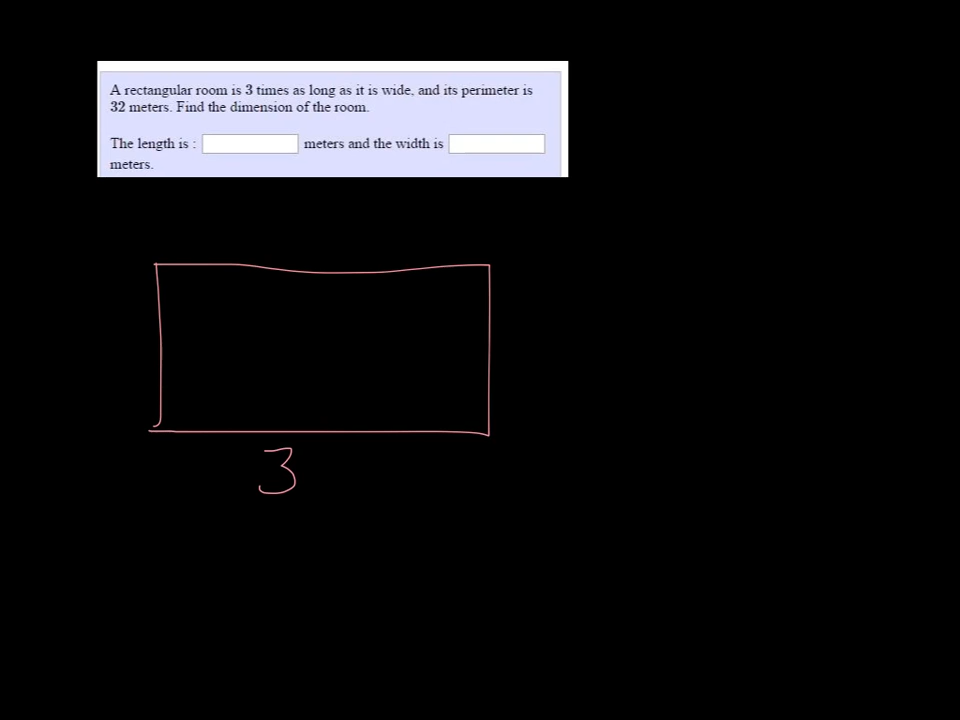 A rectangular room is 3 times as long as it is wide, and its perimeter is
32 meters. Find the dimension of the room.
The length is : meters and the width is
meters.
3